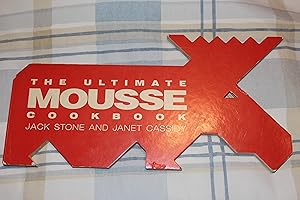 THE ULTIMATE
MOUSSE
COOKBOOK
JACK STONE AND JANET CASSIDY